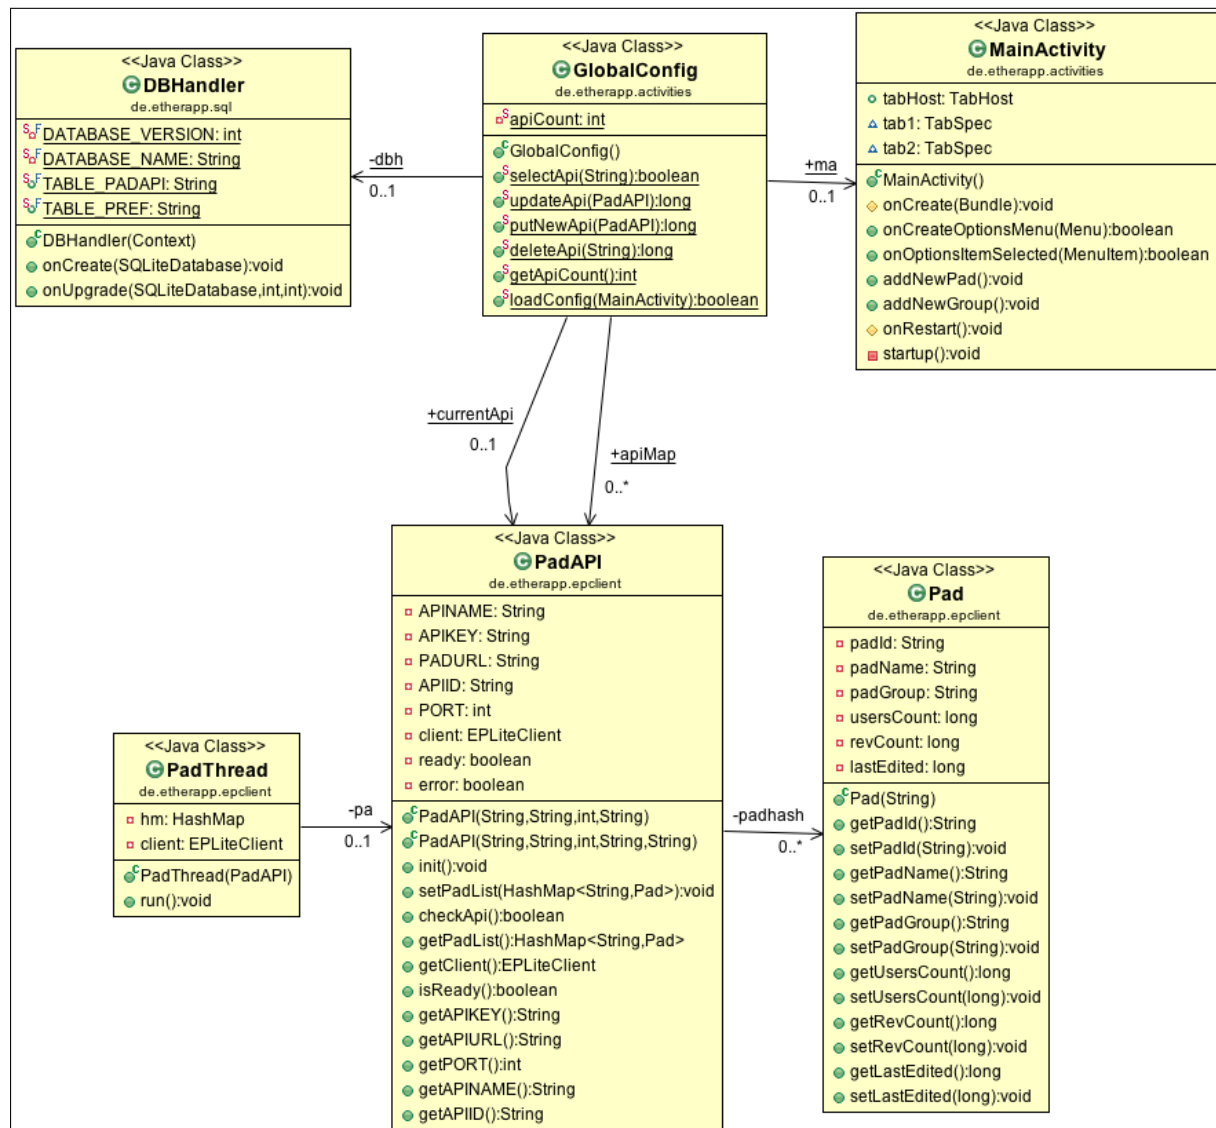 <<Java Class>>
DBHandler
de.etherapp.sql
DATABASE_VERSION: int
DATABASE_NAME: String
TABLE_PADAPI: String
TABLE_PREF: String
DBHandler(Context)
onCreate(SQLiteDatabase):void
onUpgrade(SQLiteDatabase,int,int):void
-dbh
0..1
<<Java Class>>
GlobalConfig
de.etherapp.activities
apiCount: int
GlobalConfig()
selectApi(String):boolean
updateApi(PadAPI):long
putNewApi(PadAPI):long
deleteApi(String):long
getApiCount():int
loadConfig(MainActivity):boolean
+ma
0..1
<<Java Class>>
MainActivity
de.etherapp.activities
tabHost: TabHost
tab1: TabSpec
tab2: TabSpec
MainActivity()
onCreate(Bundle):void
onCreateOptionsMenu(Menu):boolean
onOptionsItemSelected(MenuItem):boolean
addNewPad():void
addNewGroup():void
onRestart():void
startup():void
+currentApi
0..1
+apiMap
0..*
<<Java Class>>
PadThread
de.etherapp.epclient
hm: HashMap
client: EPLiteClient
PadThread(PadAPI)
run():void
-pa
0..1
<<Java Class>>
PadAPI
de.etherapp.epclient
APINAME: String
APIKEY: String
PADURL: String
APIID: String
PORT: int
client: EPLiteClient
ready: boolean
error: boolean
PadAPI(String,String,int,String)
PadAPI(String,String,int,String,String)
init():void
setPadList(HashMap<String,Pad>):void
checkApi():boolean
getPadList():HashMap<String,Pad>
getClient():EPLiteClient
isReady():boolean
getAPIKEY():String
getAPIURL():String
getPORT():int
getAPINAME():String
getAPIID():String
-padhash
0..*
<<Java Class>>
Pad
de.etherapp.epclient
padId: String
padName: String
padGroup: String
usersCount: long
revCount: long
lastEdited: long
Pad(String)
getPadId():String
setPadId(String):void
getPadName():String
setPadName(String):void
getPadGroup():String
setPadGroup(String):void
getUsersCount():long
setUsersCount(long):void
getRevCount():long
setRevCount(long):void
getLastEdited():long
setLastEdited(long):void